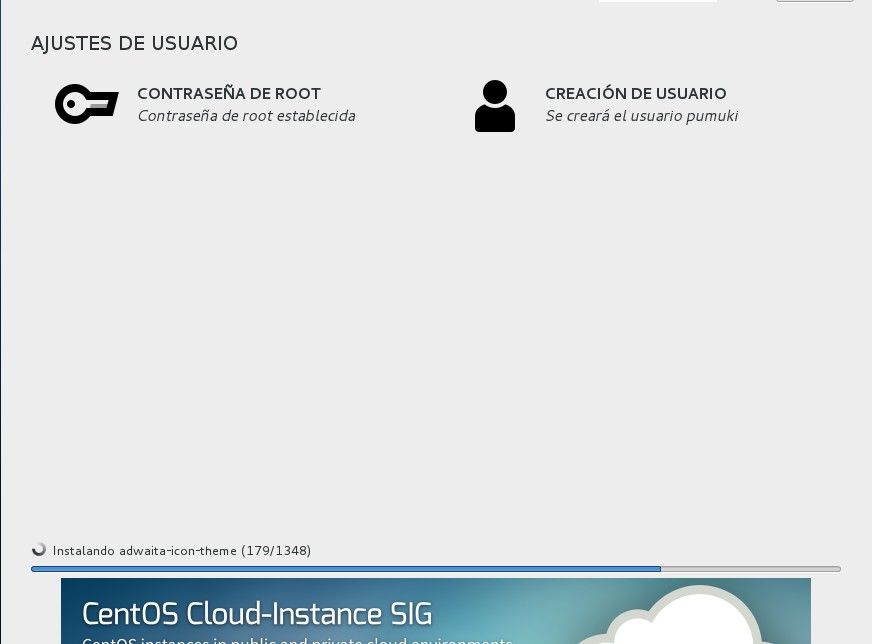 AJUSTES DE USUARIO
CONTRASEÑA DE ROOT
Contraseña de root establecida
CREACIÓN DE USUARIO
Se creará el usuario pumuki
Instalando adwaita-icon-theme (179/1348)
CentOS Cloud-Instance SIG
CentOS instances in public and private cloud environments